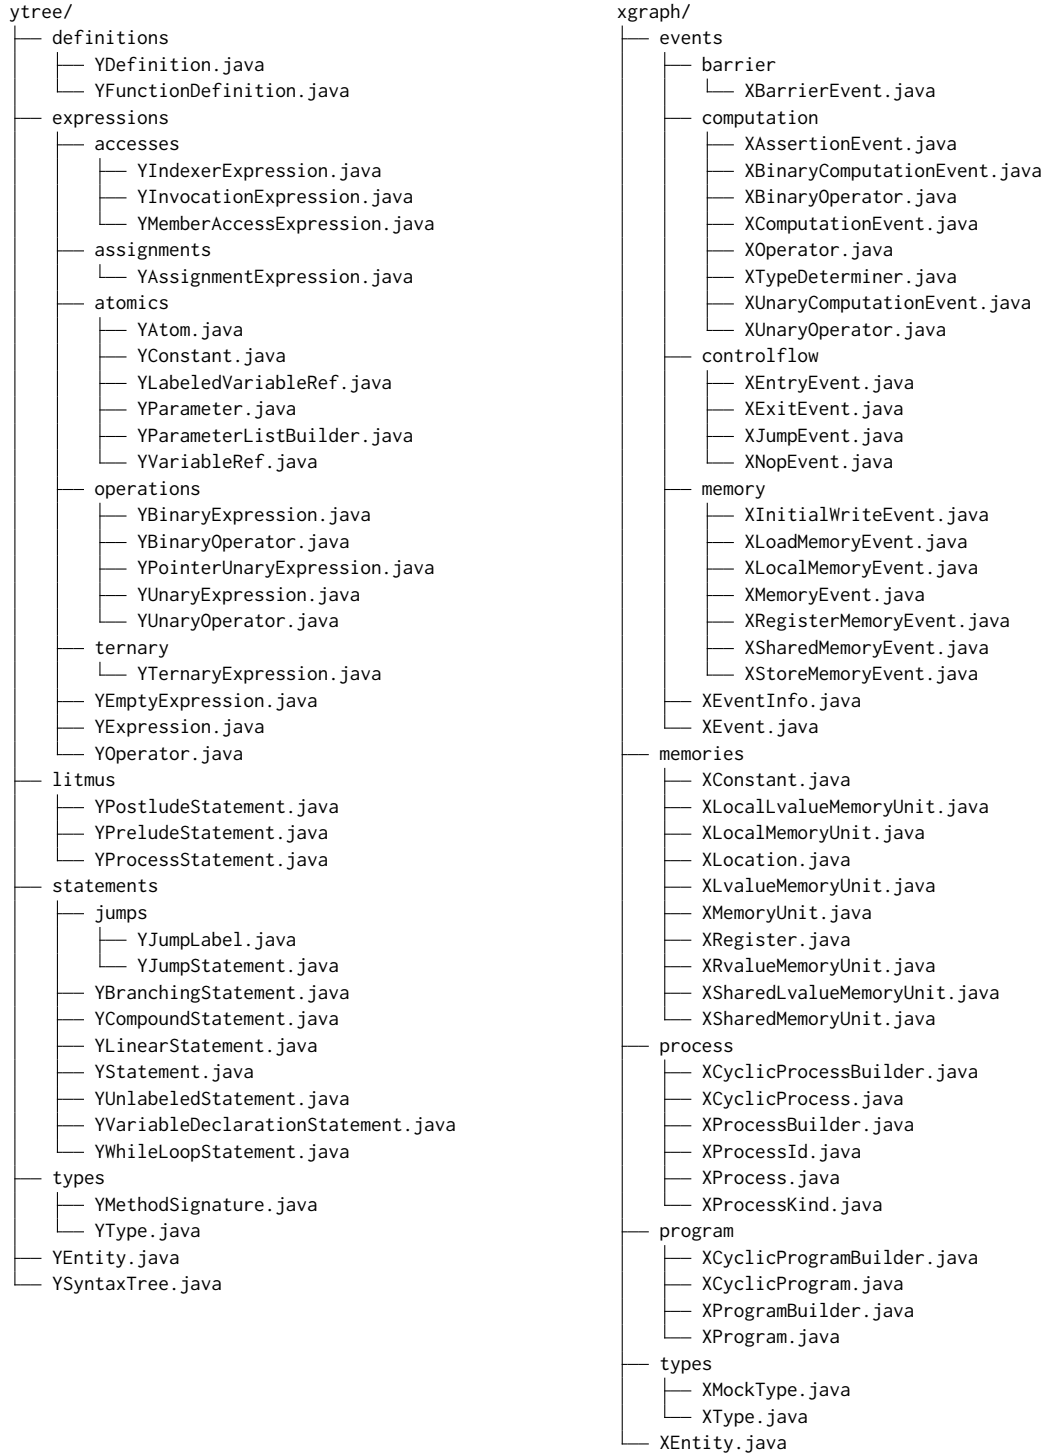 ytree/
├── definitions
│   ├── YDefinition.java
│   └── YFunctionDefinition.java
├── expressions
│   ├── accesses
│   │   ├── YIndexerExpression.java
│   │   ├── YInvocationExpression.java
│   │   └── YMemberAccessExpression.java
│   ├── assignments
│   │   └── YAssignmentExpression.java
│   ├── atomics
│   │   ├── YAtom.java
│   │   ├── YConstant.java
│   │   ├── YLabeledVariableRef.java
│   │   ├── YParameter.java
│   │   ├── YParameterListBuilder.java
│   │   └── YVariableRef.java
│   ├── operations
│   │   ├── YBinaryExpression.java
│   │   ├── YBinaryOperator.java
│   │   ├── YPointerUnaryExpression.java
│   │   ├── YUnaryExpression.java
│   │   └── YUnaryOperator.java
│   ├── ternary
│   │   └── YTernaryExpression.java
│   ├── YEmptyExpression.java
│   ├── YExpression.java
│   └── YOperator.java
├── litmus
│   ├── YPostludeStatement.java
│   ├── YPreludeStatement.java
│   └── YProcessStatement.java
├── statements
│   ├── jumps
│   │   ├── YJumpLabel.java
│   │   └── YJumpStatement.java
│   ├── YBranchingStatement.java
│   ├── YCompoundStatement.java
│   ├── YLinearStatement.java
│   ├── YStatement.java
│   ├── YUnlabeledStatement.java
│   ├── YVariableDeclarationStatement.java
│   └── YWhileLoopStatement.java
├── types
│   ├── YMethodSignature.java
│   └── YType.java
├── YEntity.java
└── YSyntaxTree.java
xgraph/
├── events
│   ├── barrier
│   │   └── XBarrierEvent.java
│   ├── computation
│   │   ├── XAssertionEvent.java
│   │   ├── XBinaryComputationEvent.java
│   │   ├── XBinaryOperator.java
│   │   ├── XComputationEvent.java
│   │   ├── XOperator.java
│   │   ├── XTypeDeterminer.java
│   │   ├── XUnaryComputationEvent.java
│   │   └── XUnaryOperator.java
│   ├── controlflow
│   │   ├── XEntryEvent.java
│   │   ├── XExitEvent.java
│   │   ├── XJumpEvent.java
│   │   └── XNopEvent.java
│   ├── memory
│   │   ├── XInitialWriteEvent.java
│   │   ├── XLoadMemoryEvent.java
│   │   ├── XLocalMemoryEvent.java
│   │   ├── XMemoryEvent.java
│   │   ├── XRegisterMemoryEvent.java
│   │   ├── XSharedMemoryEvent.java
│   │   └── XStoreMemoryEvent.java
│   ├── XEventInfo.java
│   └── XEvent.java
├── memories
│   ├── XConstant.java
│   ├── XLocalLvalueMemoryUnit.java
│   ├── XLocalMemoryUnit.java
│   ├── XLocation.java
│   ├── XLvalueMemoryUnit.java
│   ├── XMemoryUnit.java
│   ├── XRegister.java
│   ├── XRvalueMemoryUnit.java
│   ├── XSharedLvalueMemoryUnit.java
│   └── XSharedMemoryUnit.java
├── process
│   ├── XCyclicProcessBuilder.java
│   ├── XCyclicProcess.java
│   ├── XProcessBuilder.java
│   ├── XProcessId.java
│   ├── XProcess.java
│   └── XProcessKind.java
├── program
│   ├── XCyclicProgramBuilder.java
│   ├── XCyclicProgram.java
│   ├── XProgramBuilder.java
│   └── XProgram.java
├── types
│   ├── XMockType.java
│   └── XType.java
└── XEntity.java